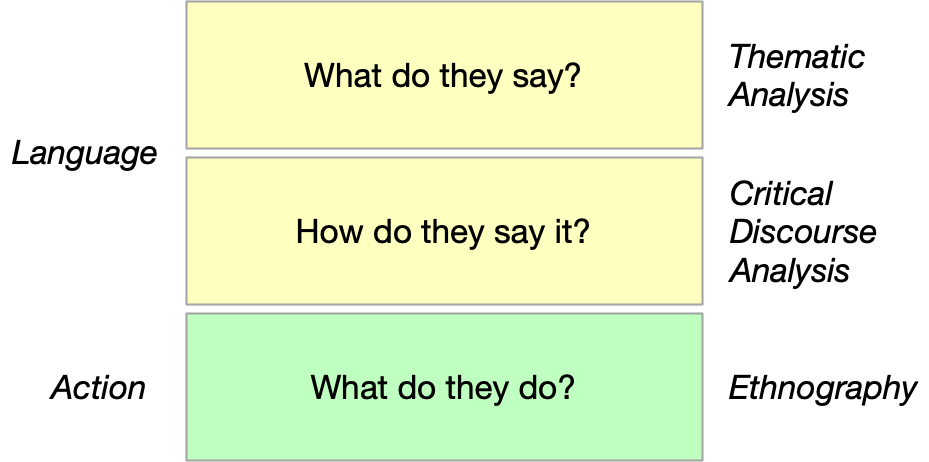 What do they say?
Thematic
Analysis
Language
How do they say it?
Critical
Discourse
Analysis
Action
What do they do?
Ethnography